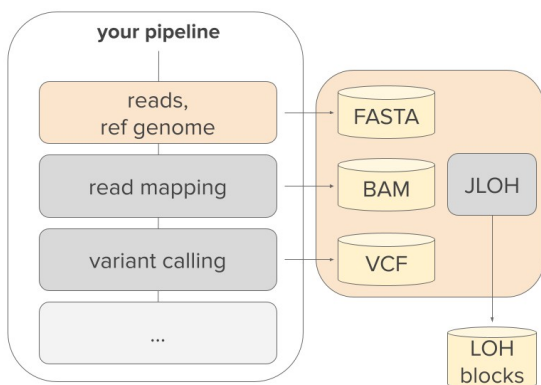 your pipeline
reads,
ref genome
FASTA
read mapping
BAM
JLOH
variant calling
VCF
...
LOH
blocks